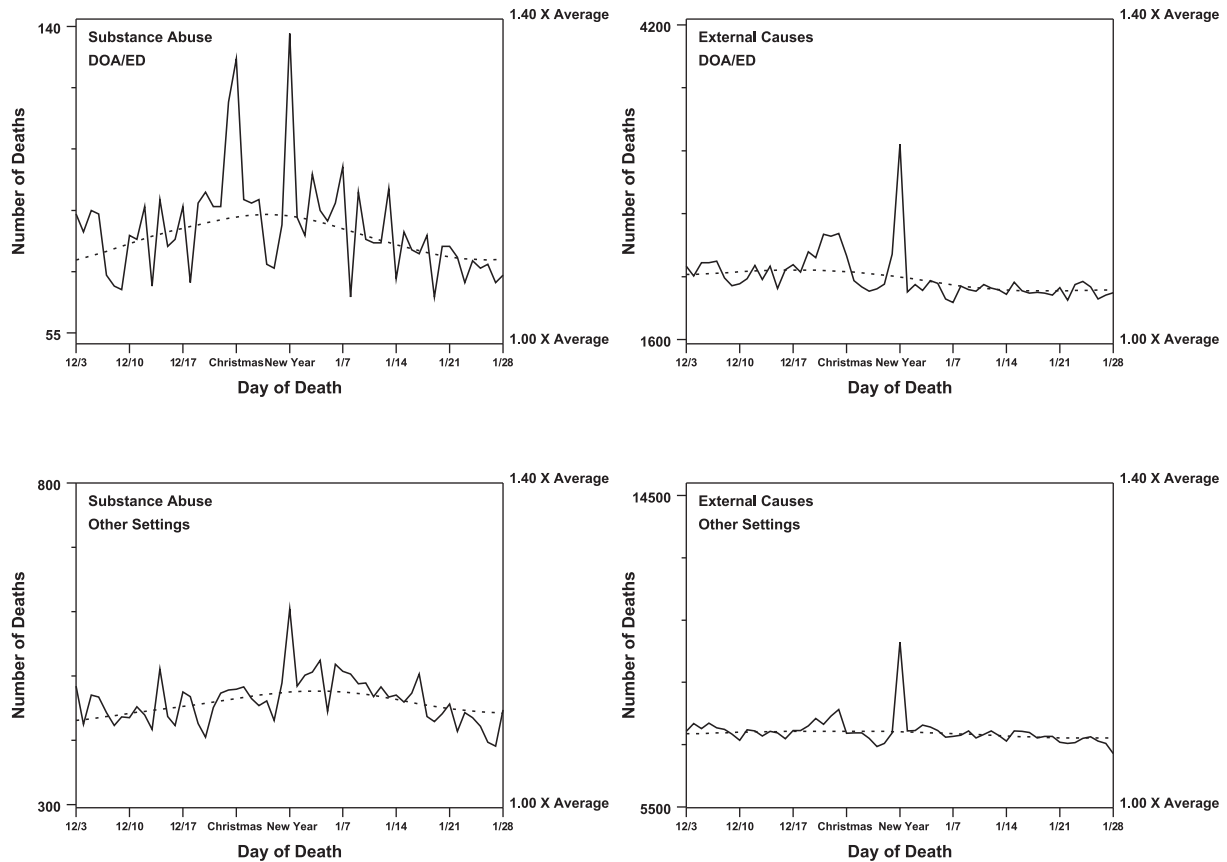 140
1.40 X Average
Substance Abuse
DOA/ED
Number of Deaths
55
1.00 X Average
12/3 12/10 12/17 Christmas New Year 1/7 1/14 1/21 1/28
Day of Death
4200
1.40 X Average
External Causes
DOA/ED
Number of Deaths
1600
1.00 X Average
12/3 12/10 12/17 Christmas New Year 1/7 1/14 1/21 1/28
Day of Death
800
1.40 X Average
Substance Abuse
Other Settings
Number of Deaths
300
1.00 X Average
12/3 12/10 12/17 Christmas New Year 1/7 1/14 1/21 1/28
Day of Death
14500
1.40 X Average
External Causes
Other Settings
Number of Deaths
5500
1.00 X Average
12/3 12/10 12/17 Christmas New Year 1/7 1/14 1/21 1/28
Day of Death